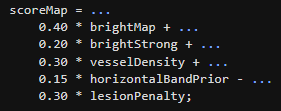 scoreMap = ...
0.40 * brightMap + ...
0.20 * brightStrong + ...
0.30 * vesselDensity + ...
0.15 * horizontalBandPrior - ...
0.30 * lesionPenalty;